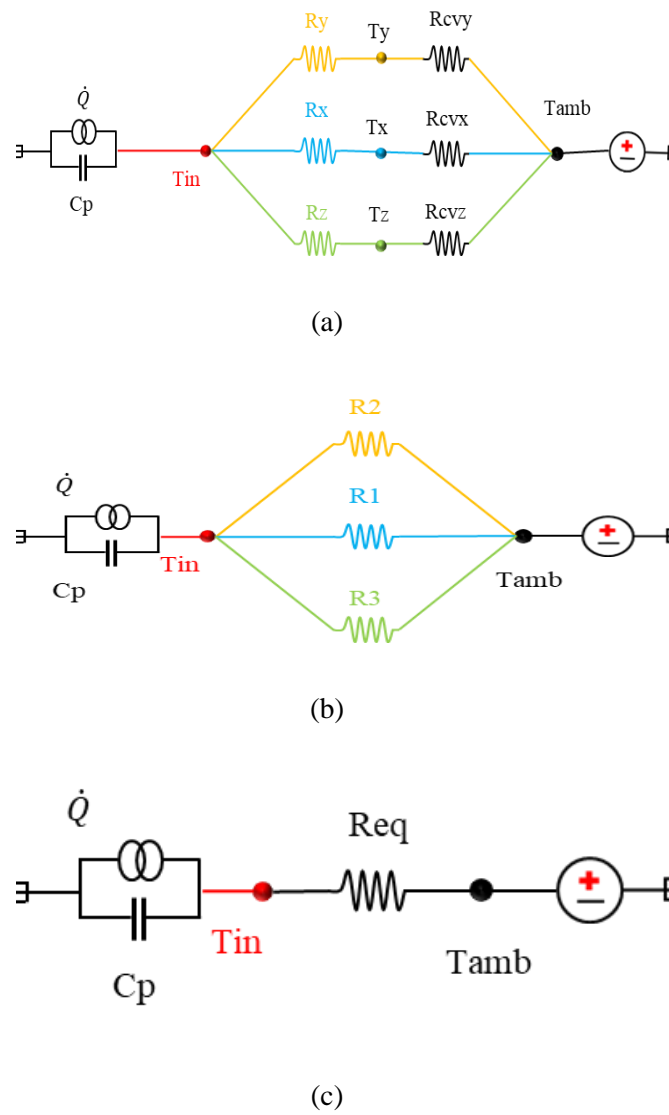 Ry Ty Rcvy
Q̇ Rx Tx Rcvx Tamb
Cp Tin
Rz Tz Rcvz
(a)
R2
Q̇ R1
Cp Tin Tamb
R3
(b)
Q̇ Req
Tin Tamb
Cp
(c)